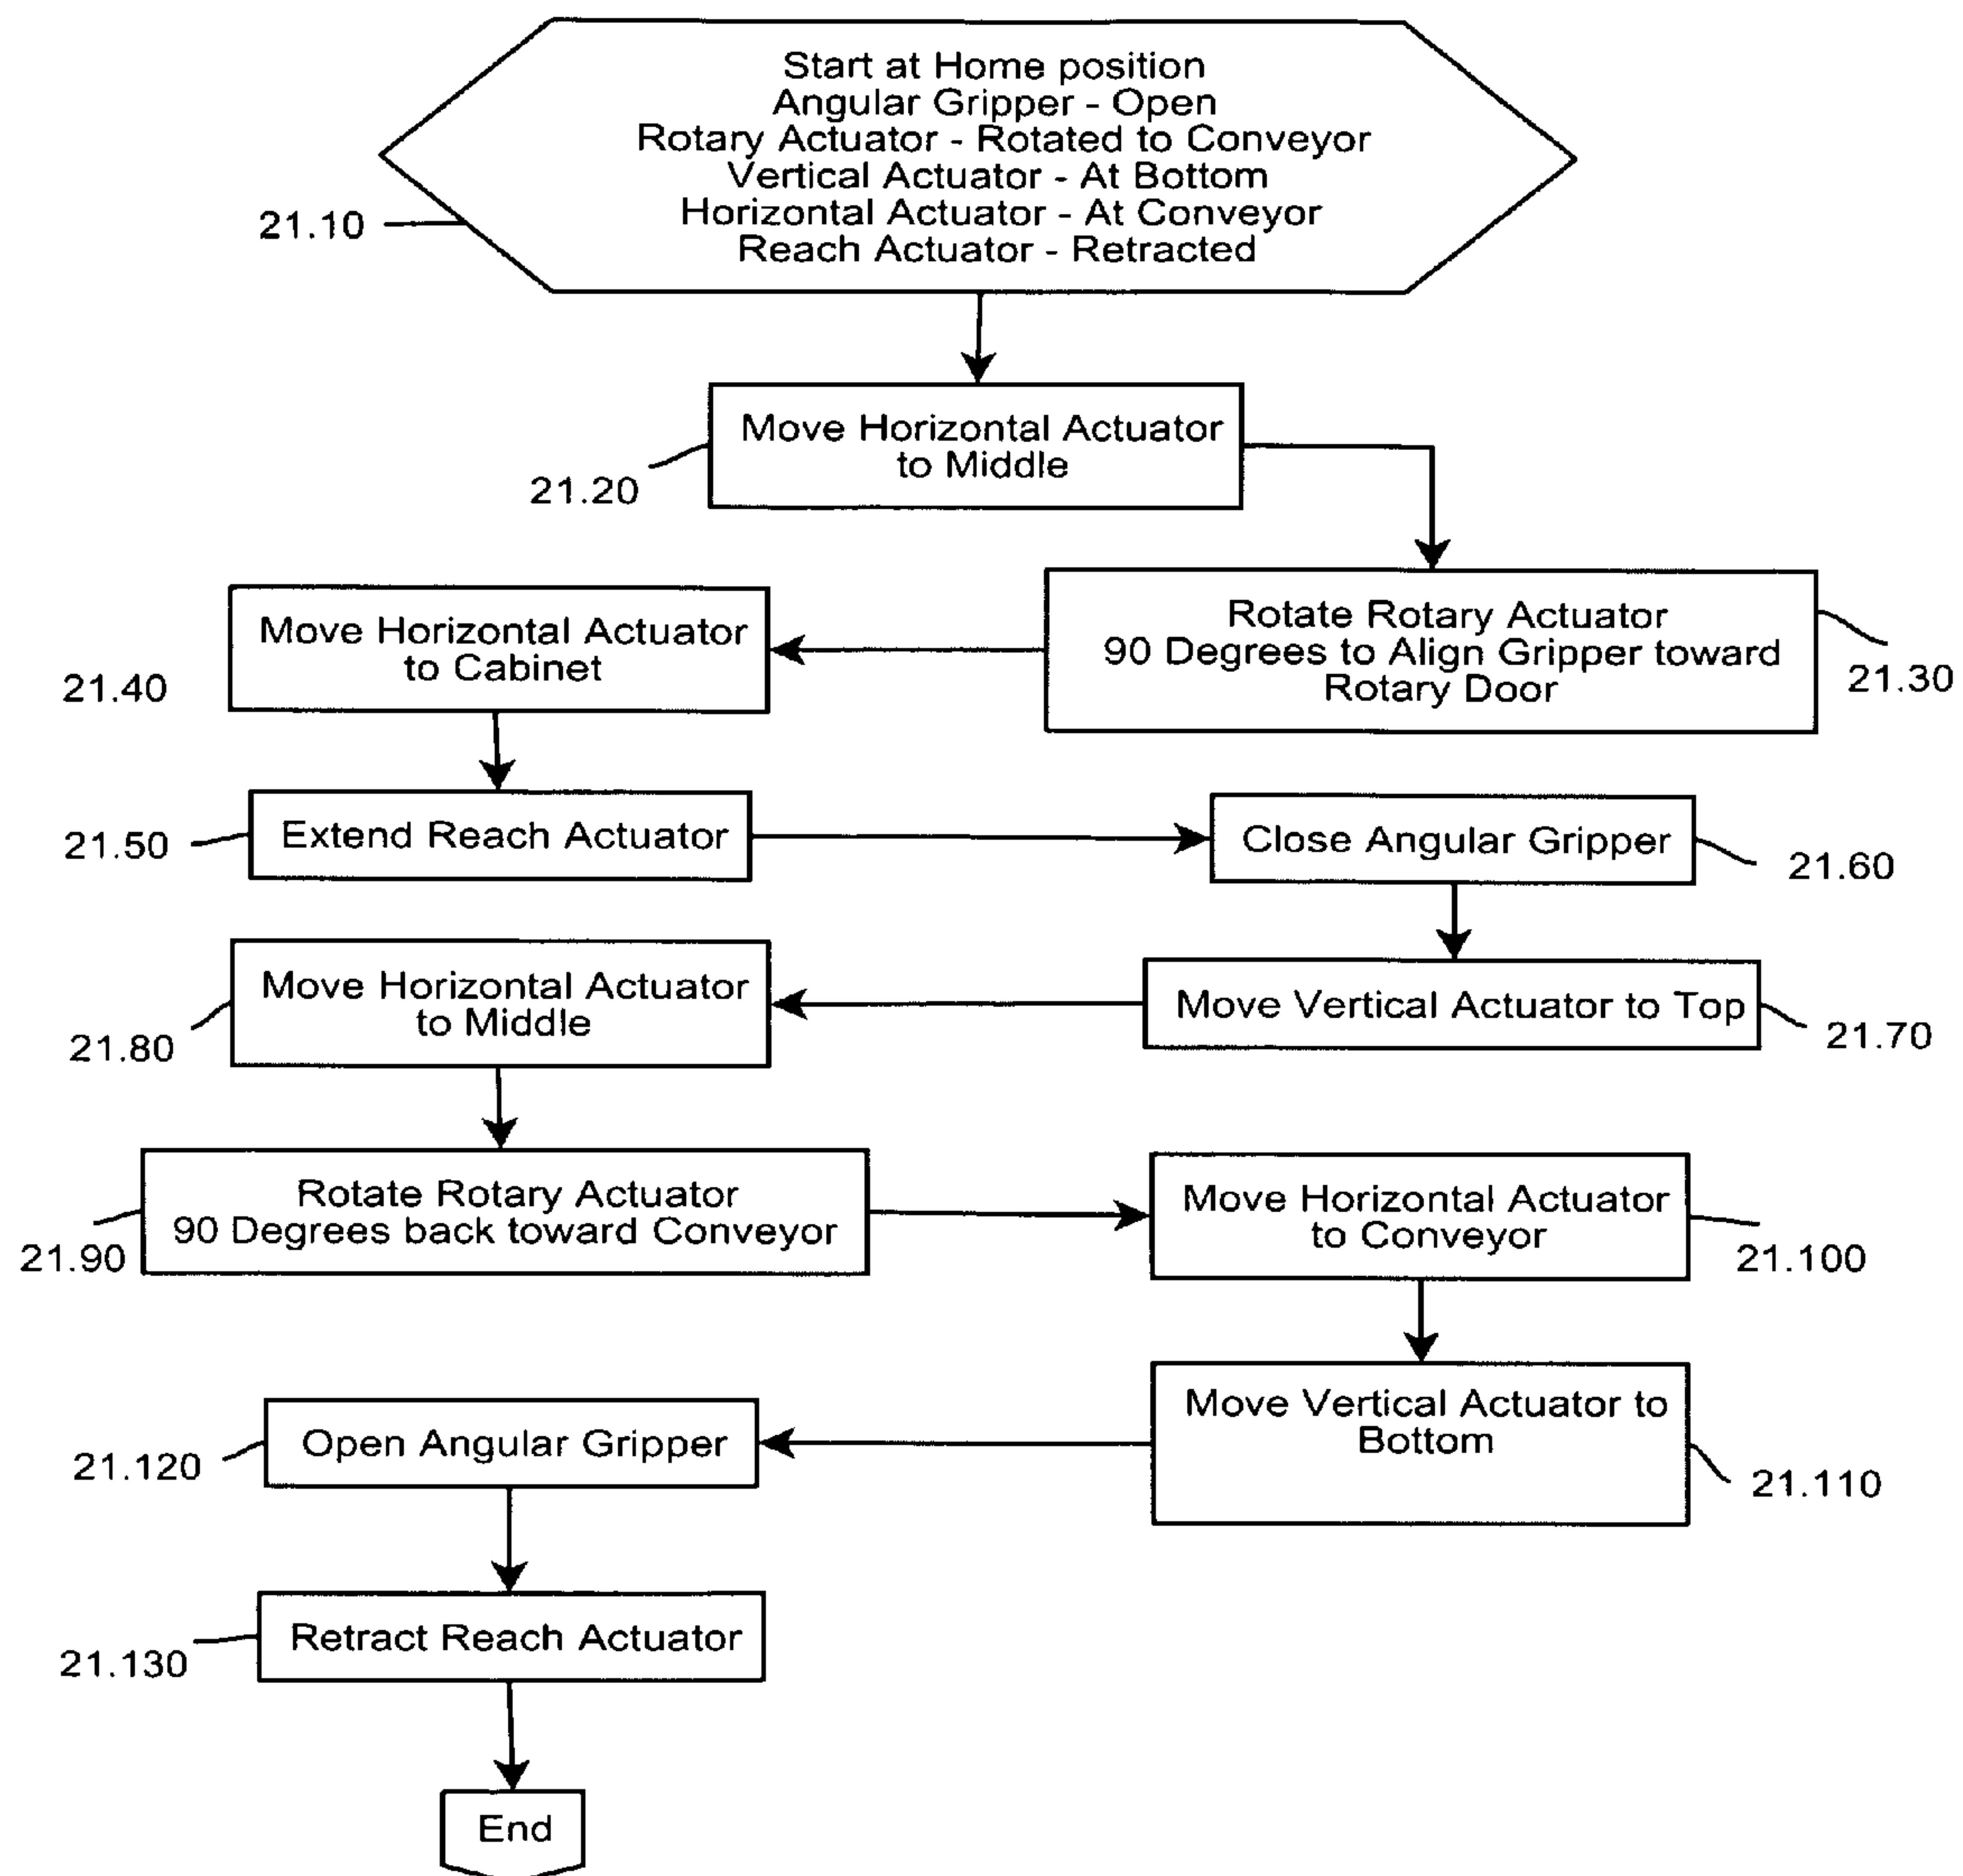 Start at Home position
Angular Gripper - Open
Rotary Actuator - Rotated to Conveyor
Vertical Actuator - At Bottom
Horizontal Actuator - At Conveyor
Reach Actuator - Retracted
21.10
Move Horizontal Actuator
to Middle
21.20
Rotate Rotary Actuator
90 Degrees to Align Gripper toward
Rotary Door
21.30
Move Horizontal Actuator
to Cabinet
21.40
Extend Reach Actuator
21.50
Close Angular Gripper
21.60
Move Vertical Actuator to Top
21.70
Move Horizontal Actuator
to Middle
21.80
Rotate Rotary Actuator
90 Degrees back toward Conveyor
21.90
Move Horizontal Actuator
to Conveyor
21.100
Move Vertical Actuator to
Bottom
21.110
Open Angular Gripper
21.120
Retract Reach Actuator
21.130
End